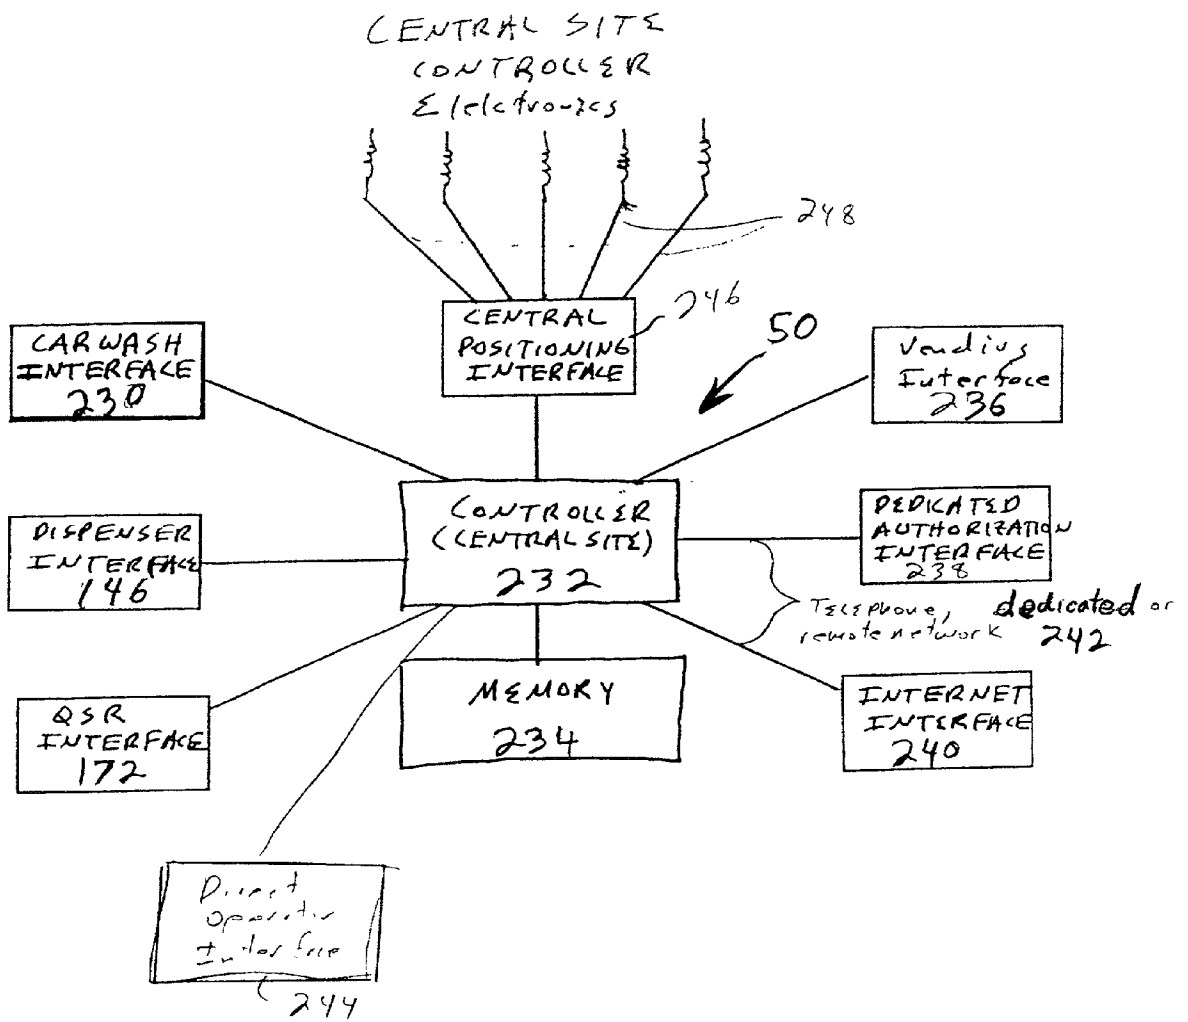 CENTRAL SITE
CONTROLLER
Electronics
248
CENTRAL
POSITIONING
INTERFACE
246
50
CARWASH
INTERFACE
230
Vending
Interface
236
CONTROLLER
(CENTRAL SITE)
232
DISPENSER
INTERFACE
146
DEDICATED
AUTHORIZATION
INTERFACE
238
TELEphone, dedicated or
remote network 242
MEMORY
234
QSR
INTERFACE
172
INTERNET
INTERFACE
240
Direct
Operator
Interface
244